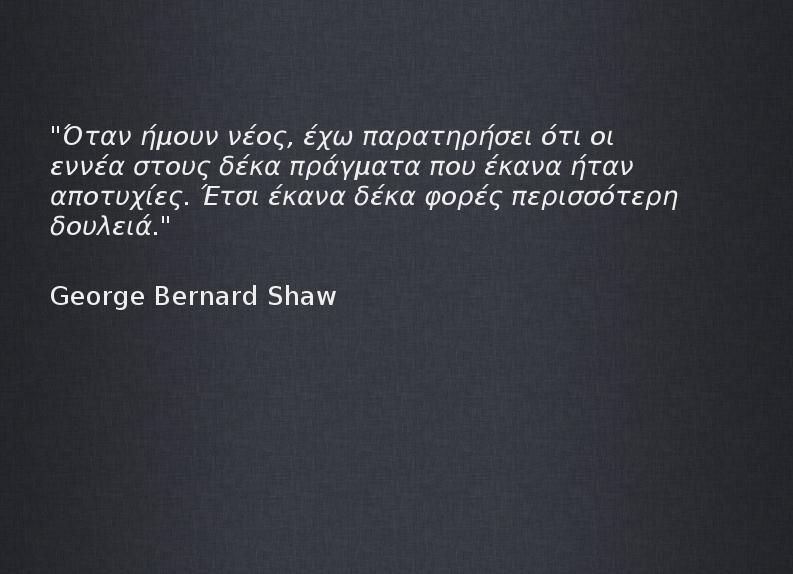 "Όταν ήμουν νέος, έχω παρατηρήσει ότι οι
εννέα στους δέκα πράγματα που έκανα ήταν
αποτυχίες. Έτσι έκανα δέκα φορές περισσότερη
δουλειά."
George Bernard Shaw